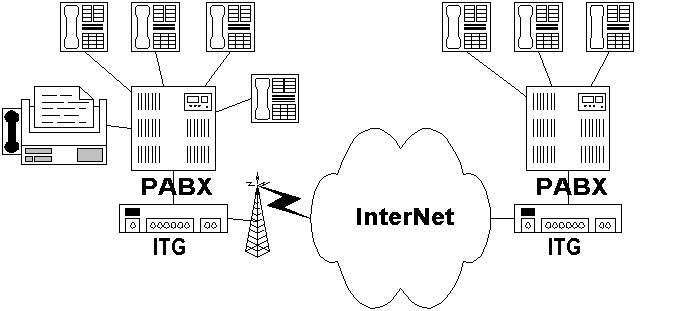 PABX
ITG
InterNet
PABX
ITG